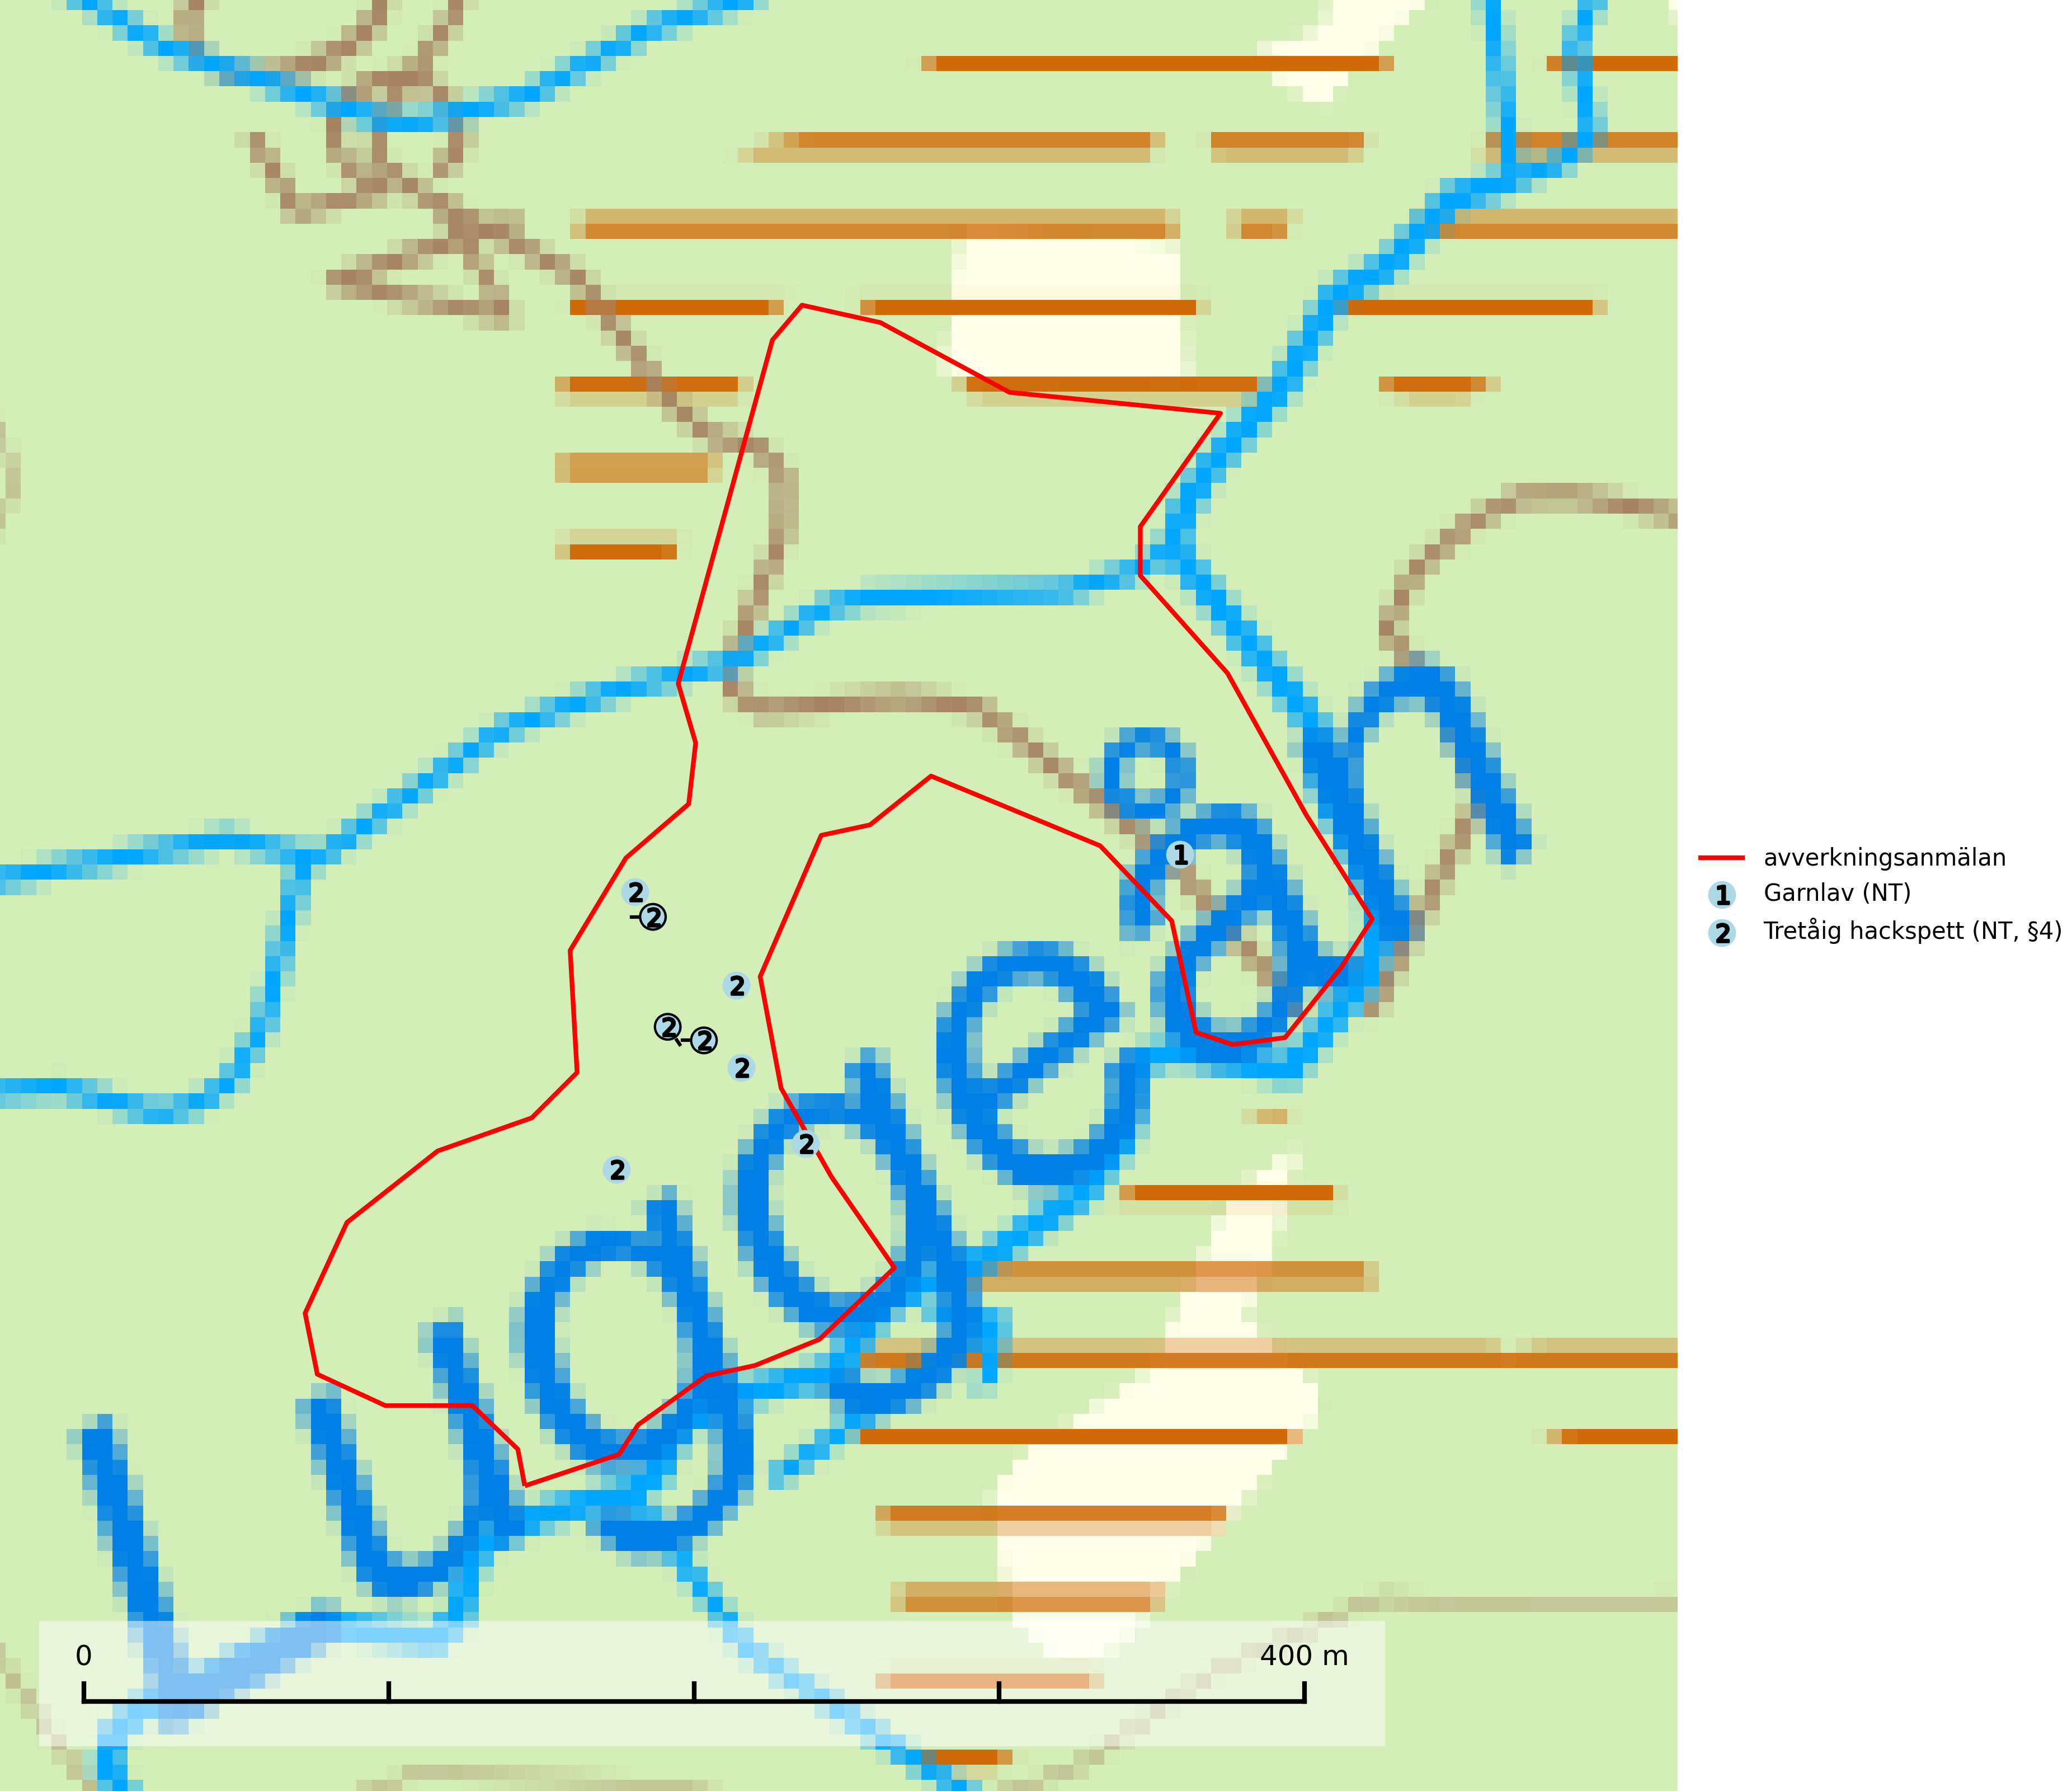 1
2
2
2
2
2
2
2
2
Luggeån
0 400 m
avverkningsanmälan
1 Garnlav (NT)
2 Tretåig hackspett (NT, §4)